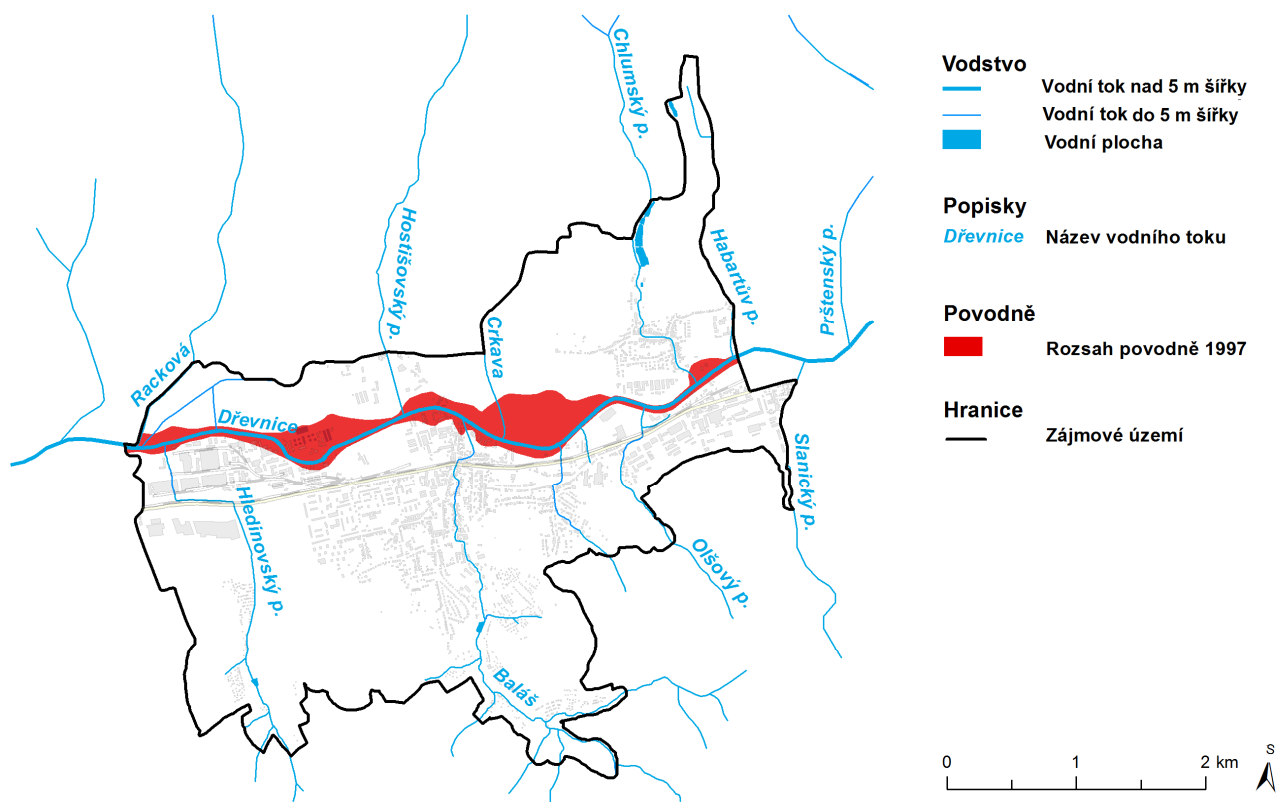 Chlumský p.
Hostišovský p.
Habartův p.
Prštenský p.
Racková
Crkava
Dřevnice
Slanický p.
Hledinovský p.
Olšový p.
Baláš
Vodstvo
Vodní tok nad 5 m šířky
Vodní tok do 5 m šířky
Vodní plocha
Popisky
Dřevnice Název vodního toku
Povodně
Rozsah povodně 1997
Hranice
Zájmové území
0 1 2 km
S